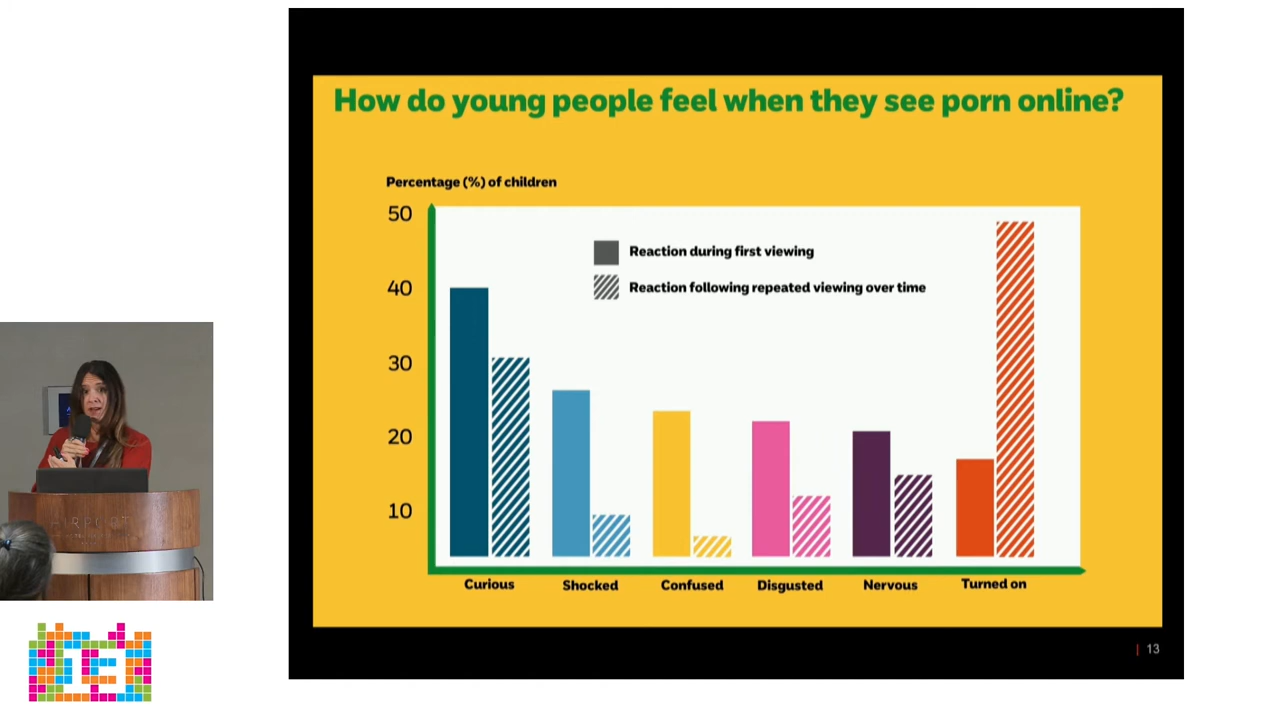 How do young people feel when they see porn online?
Percentage (%) of children
50
40
30
20
10
Reaction during first viewing
Reaction following repeated viewing over time
Curious
Shocked
Confused
Disgusted
Nervous
Turned on
13